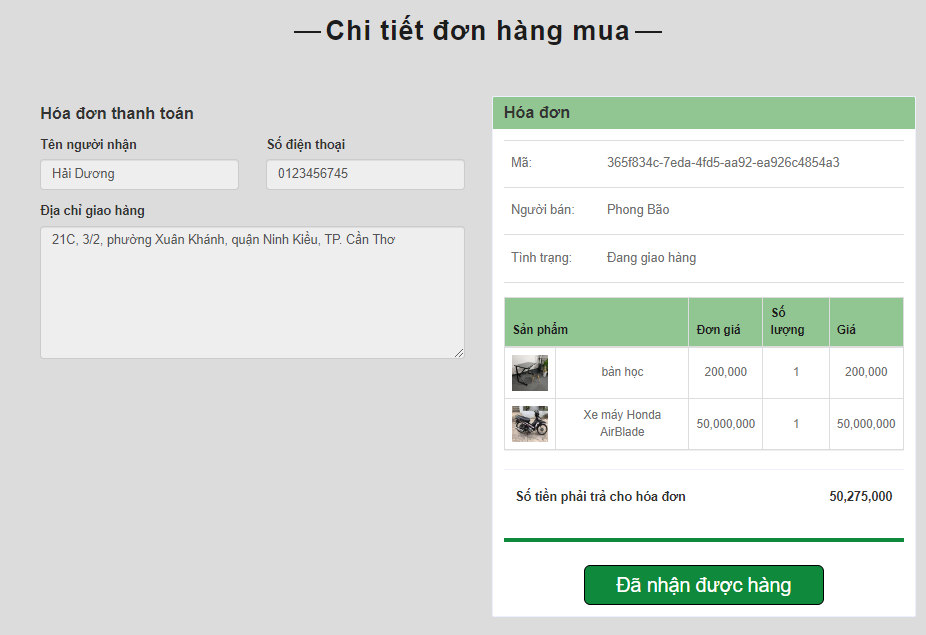 Chi tiết đơn hàng mua
Hóa đơn thanh toán
Tên người nhận
Số điện thoại
Hải Dương
0123456745
Địa chỉ giao hàng
21C, 3/2, phường Xuân Khánh, quận Ninh Kiều, TP. Cần Thơ
Hóa đơn
Mã: 365f834c-7eda-4fd5-aa92-ea926c4854a3
Người bán: Phong Bão
Tình trạng: Đang giao hàng
Sản phẩm Đơn giá Số lượng Giá
bàn học 200,000 1 200,000
Xe máy Honda AirBlade 50,000,000 1 50,000,000
Số tiền phải trả cho hóa đơn 50,275,000
Đã nhận được hàng